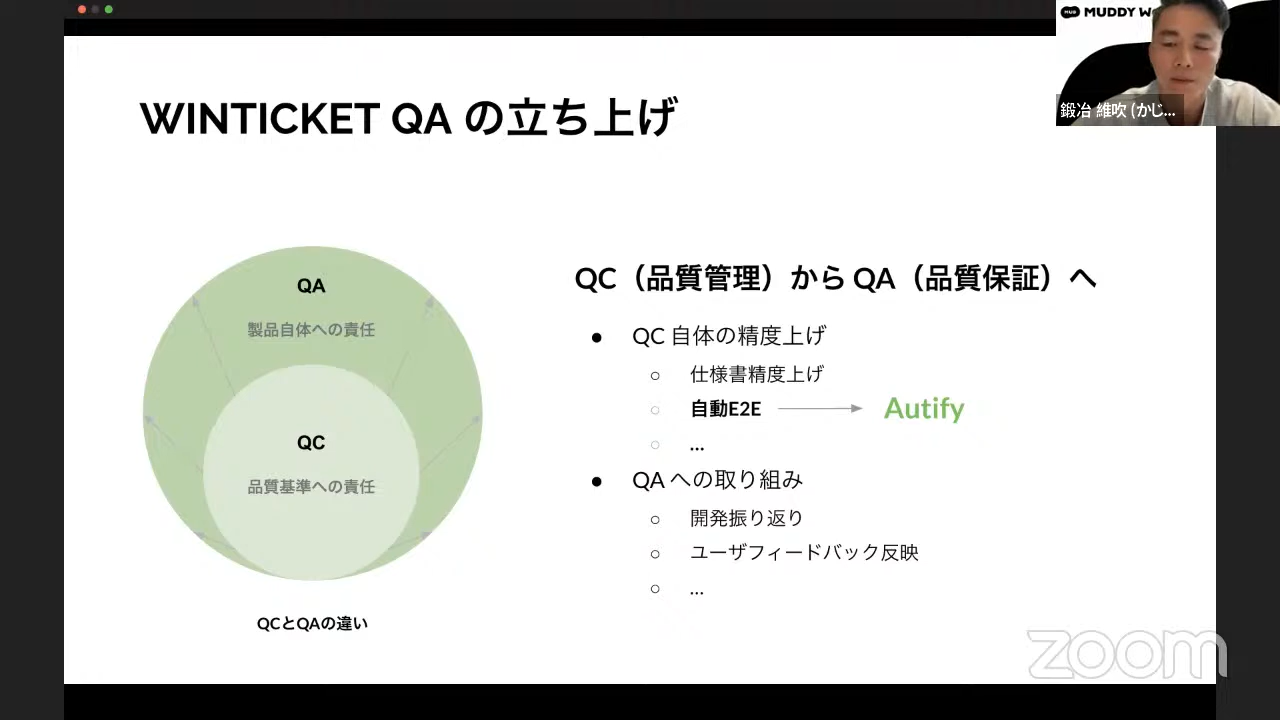 MUDDY W
鍛冶 維吹 (かじ...
WINTICKET QA の立ち上げ
QA
製品自体への責任
QC
品質基準への責任
QCとQAの違い
QC（品質管理）から QA（品質保証）へ
● QC 自体の精度上げ
○ 仕様書精度上げ
○ 自動E2E
Autify
○ ...
● QA への取り組み
○ 開発振り返り
○ ユーザフィードバック反映
○ ...
zoom